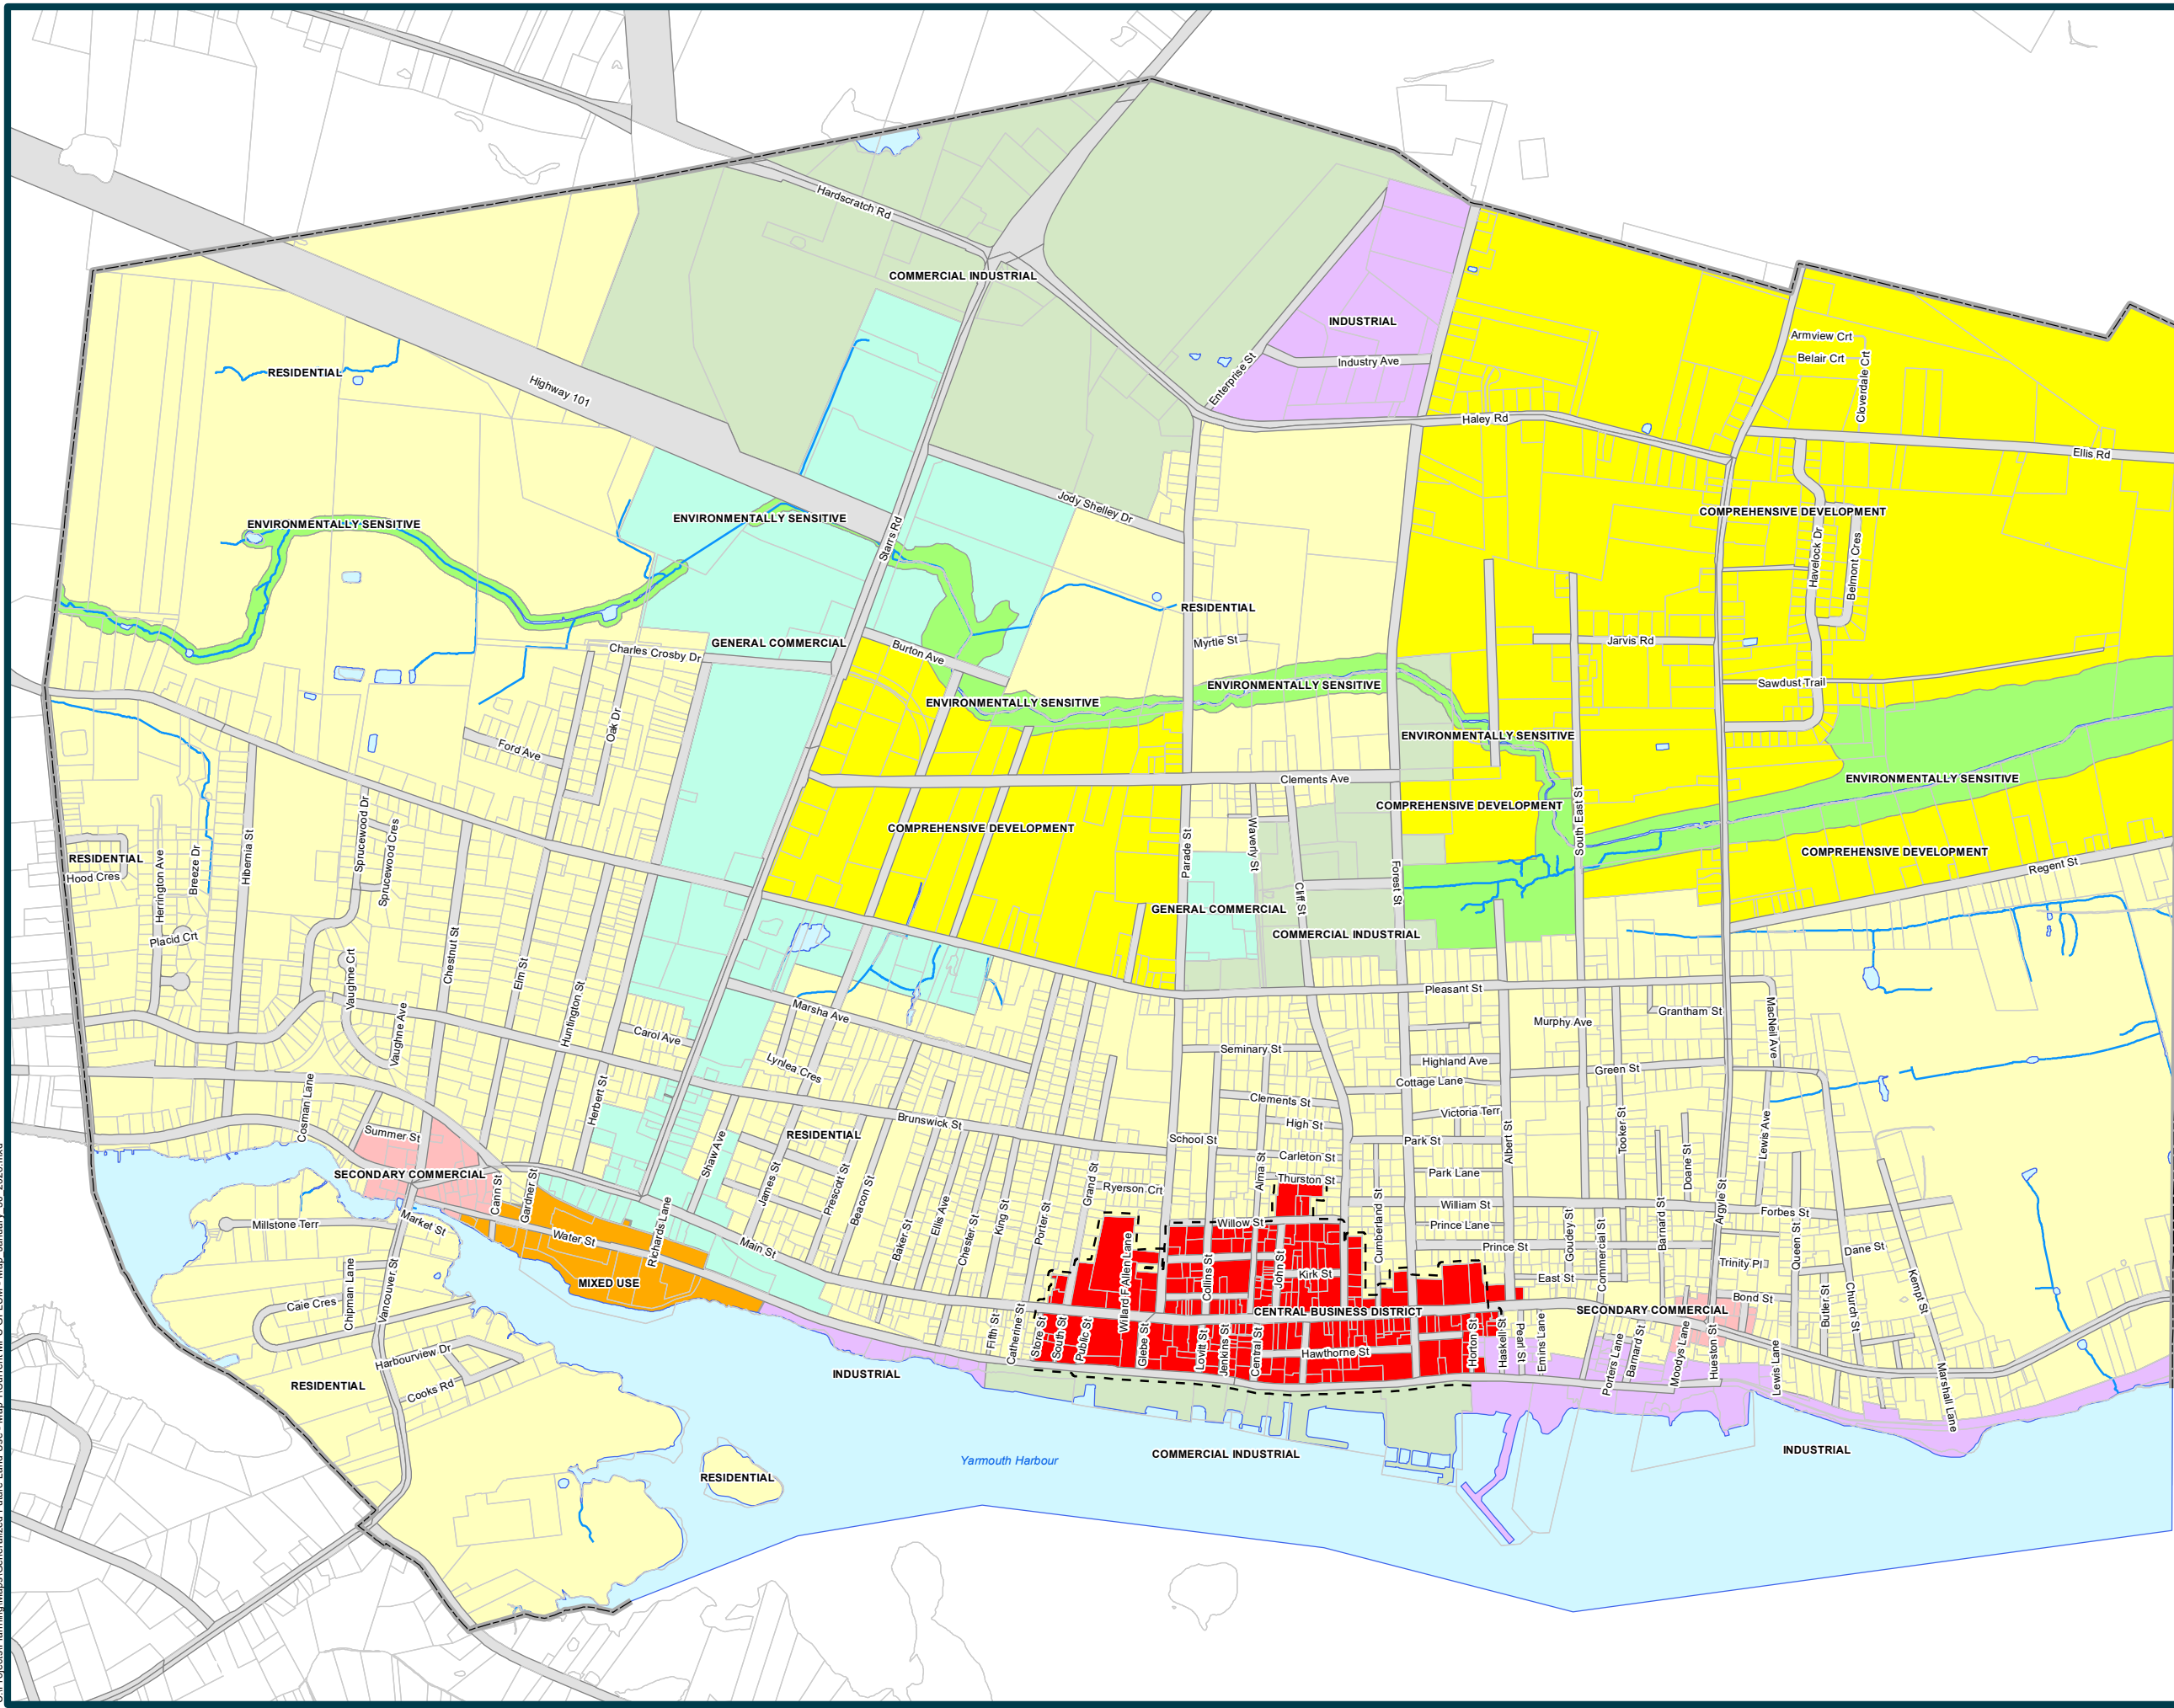 Hardscratch Rd
COMMERCIAL INDUSTRIAL
INDUSTRIAL
Industry Ave
Enterprise St
Armview Crt
Belair Crt
Cloverdale Crt
RESIDENTIAL
Highway 101
Haley Rd
Ellis Rd
Jody Shelley Dr
ENVIRONMENTALLY SENSITIVE
ENVIRONMENTALLY SENSITIVE
Starrs Rd
COMPREHENSIVE DEVELOPMENT
Havelock Dr
Belmont Cres
RESIDENTIAL
Myrtle St
Jarvis Rd
GENERAL COMMERCIAL
Charles Crosby Dr
Burton Ave
ENVIRONMENTALLY SENSITIVE
ENVIRONMENTALLY SENSITIVE
Sawdust Trail
Oak Dr
Ford Ave
ENVIRONMENTALLY SENSITIVE
Clements Ave
ENVIRONMENTALLY SENSITIVE
COMPREHENSIVE DEVELOPMENT
South East St
COMPREHENSIVE DEVELOPMENT
Parade St
Waverly St
COMPREHENSIVE DEVELOPMENT
Regent St
RESIDENTIAL
Hood Cres
Herrington Ave
Breeze Dr
Hibernia St
Sprucewood Dr
Sprucewood Cres
Cliff St
Forest St
GENERAL COMMERCIAL
COMMERCIAL INDUSTRIAL
Placid Crt
Vaughne Crt
Chestnut St
Elm St
Huntington St
Vaughne Ave
Carol Ave
Marsha Ave
Lynlea Cres
Pleasant St
Murphy Ave
Grantham St
MacNeil Ave
Seminary St
Highland Ave
Green St
Cottage Lane
Cosman Lane
Herbert St
Clements St
Victoria Terr
Tooker St
Lewis Ave
Brunswick St
High St
Summer St
RESIDENTIAL
School St
Park St
Albert St
Doane St
SECONDARY COMMERCIAL
Shaw Ave
Carleton St
Alma St
Park Lane
Thurston St
Cann St
Gardner St
James St
Prescott St
Beacon St
Grand St
Ryerson Crt
William St
Argyle St
Forbes St
Market St
Millstone Terr
Water St
Richards Lane
Main St
Baker St
Ellis Ave
Chester St
King St
Porter St
Willow St
Cumberland St
Prince Lane
Prince St
Goudey St
Commercial St
Barnard St
Queen St
Dane St
Trinity Pl
Kempt St
MIXED USE
Chipman Lane
Vancouver St
Caie Cres
Willard F Allen Lane
Collins St
John St
Kirk St
East St
Bond St
Butler St
Church St
CENTRAL BUSINESS DISTRICT
SECONDARY COMMERCIAL
Fifth St
Catherine St
Store St
South St
Public St
Glebe St
Lovitt St
Jenkins St
Central St
Hawthorne St
Horton St
Haskell St
Pearl St
Emins Lane
Porters Lane
Barnard St
Moodys Lane
Hueston St
Lewis Lane
Marshall Lane
Harbourview Dr
Cooks Rd
RESIDENTIAL
INDUSTRIAL
Yarmouth Harbour
COMMERCIAL INDUSTRIAL
INDUSTRIAL
RESIDENTIAL